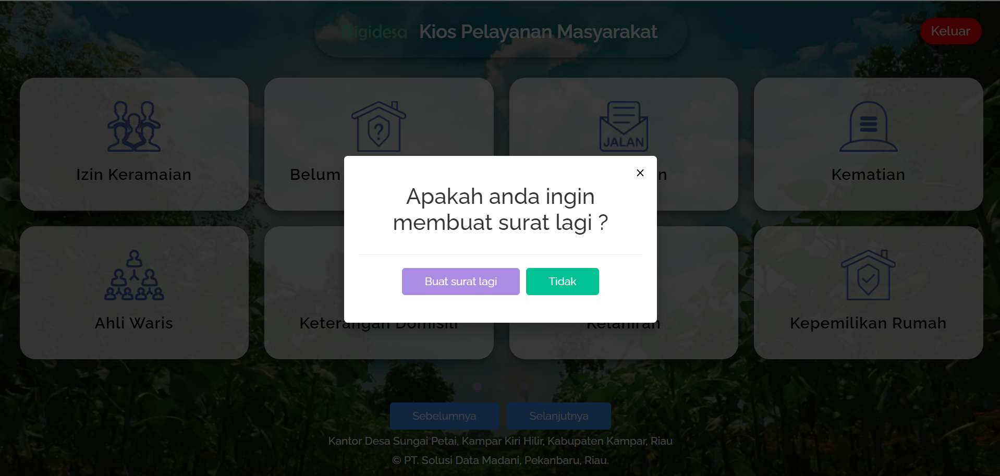 Digidesa Kios Pelayanan Masyarakat
Keluar
Izin Keramaian
Belum
JALAN
Kematian
Apakah anda ingin
membuat surat lagi ?
Buat surat lagi
Tidak
Ahli Waris
Keterangan Domisili
Kelahiran
Kepemilikan Rumah
Sebelumnya
Selanjutnya
Kantor Desa Sungai Petai, Kampar Kiri Hilir, Kabupaten Kampar, Riau
© PT. Solusi Data Madani, Pekanbaru, Riau.